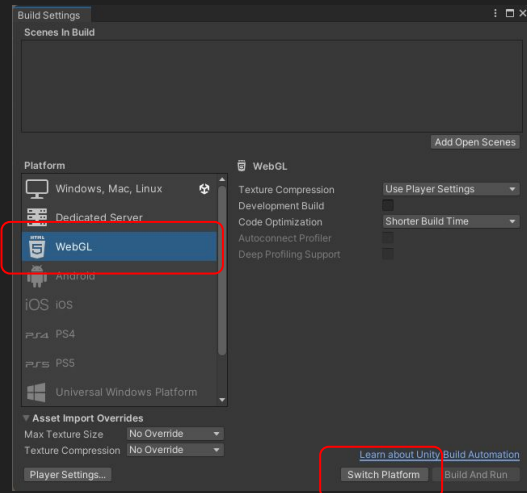 Build Settings
Scenes In Build
Add Open Scenes
Platform
Windows, Mac, Linux
Dedicated Server
HTML 5 WebGL
Android
iOS iOS
PS4 PS4
PS5 PS5
Universal Windows Platform
WebGL
Texture Compression Use Player Settings
Development Build
Code Optimization Shorter Build Time
Autoconnect Profiler
Deep Profiling Support
Asset Import Overrides
Max Texture Size No Override
Texture Compression No Override
Learn about Unity Build Automation
Player Settings... Switch Platform Build And Run